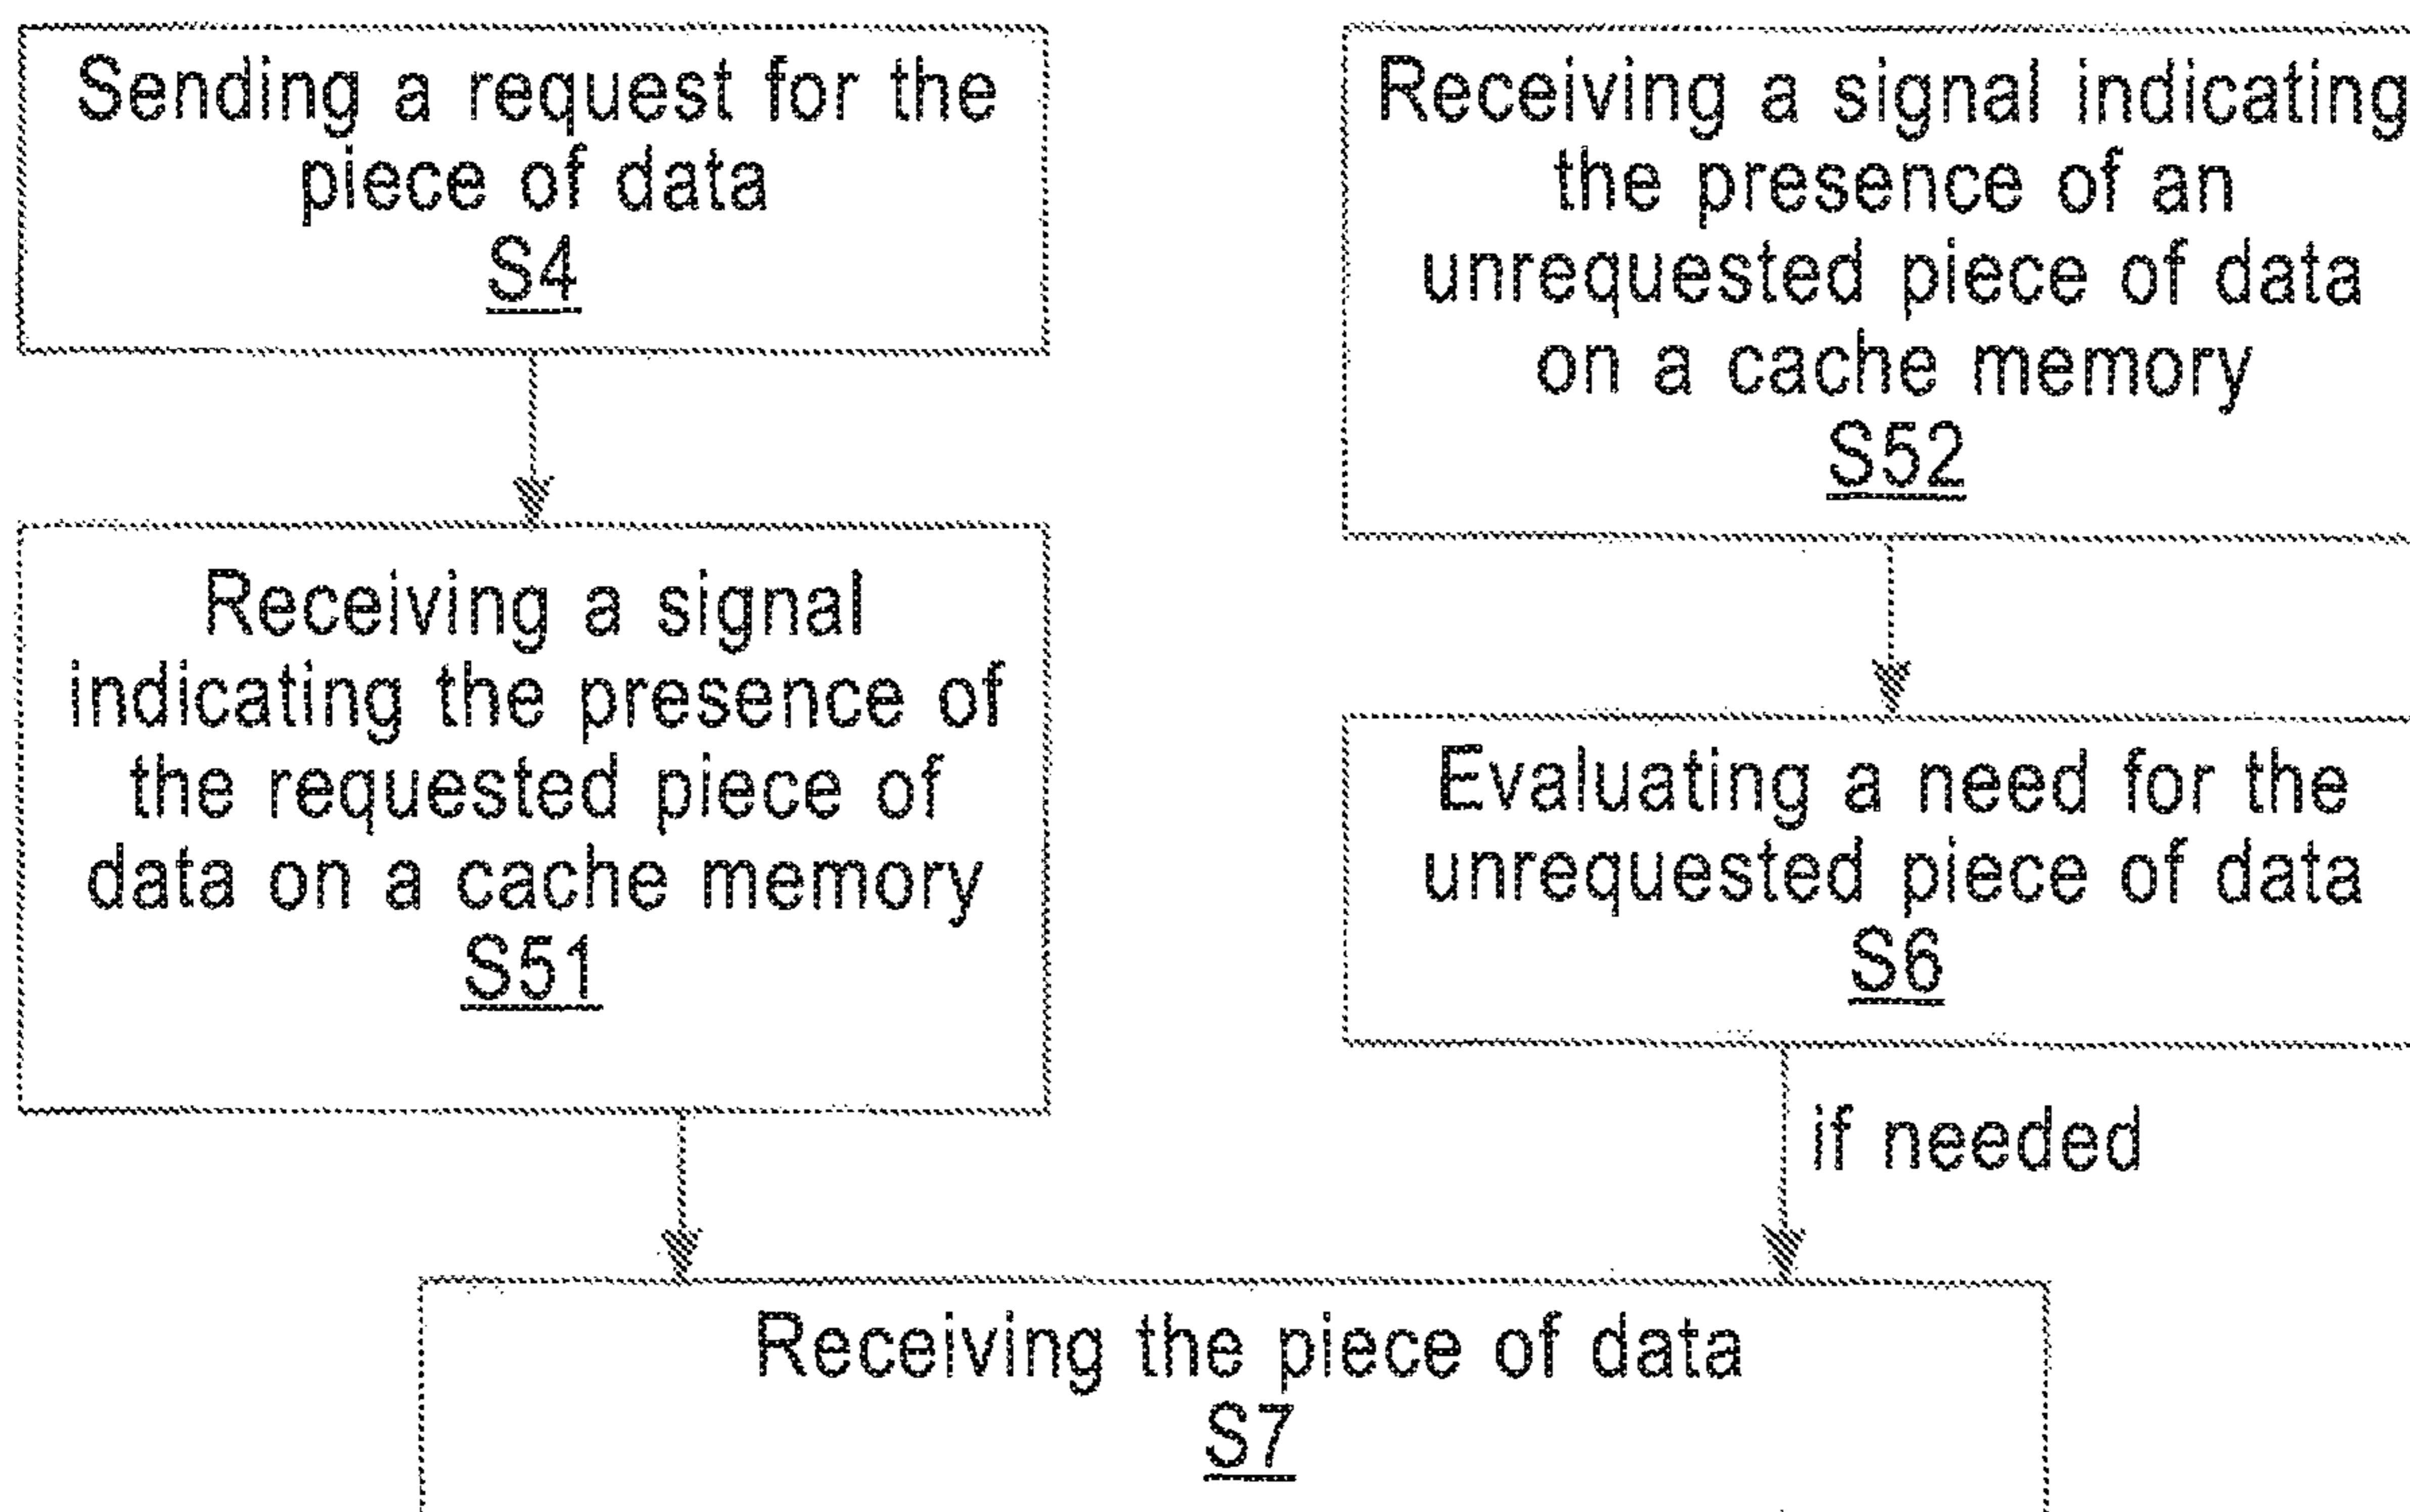 Sending a request for the
piece of data
S4
Receiving a signal
indicating the presence of
the requested piece of
data on a cache memory
S51
Receiving a signal indicating
the presence of an
unrequested piece of data
on a cache memory
S52
Evaluating a need for the
unrequested piece of data
S6
if needed
Receiving the piece of data
S7